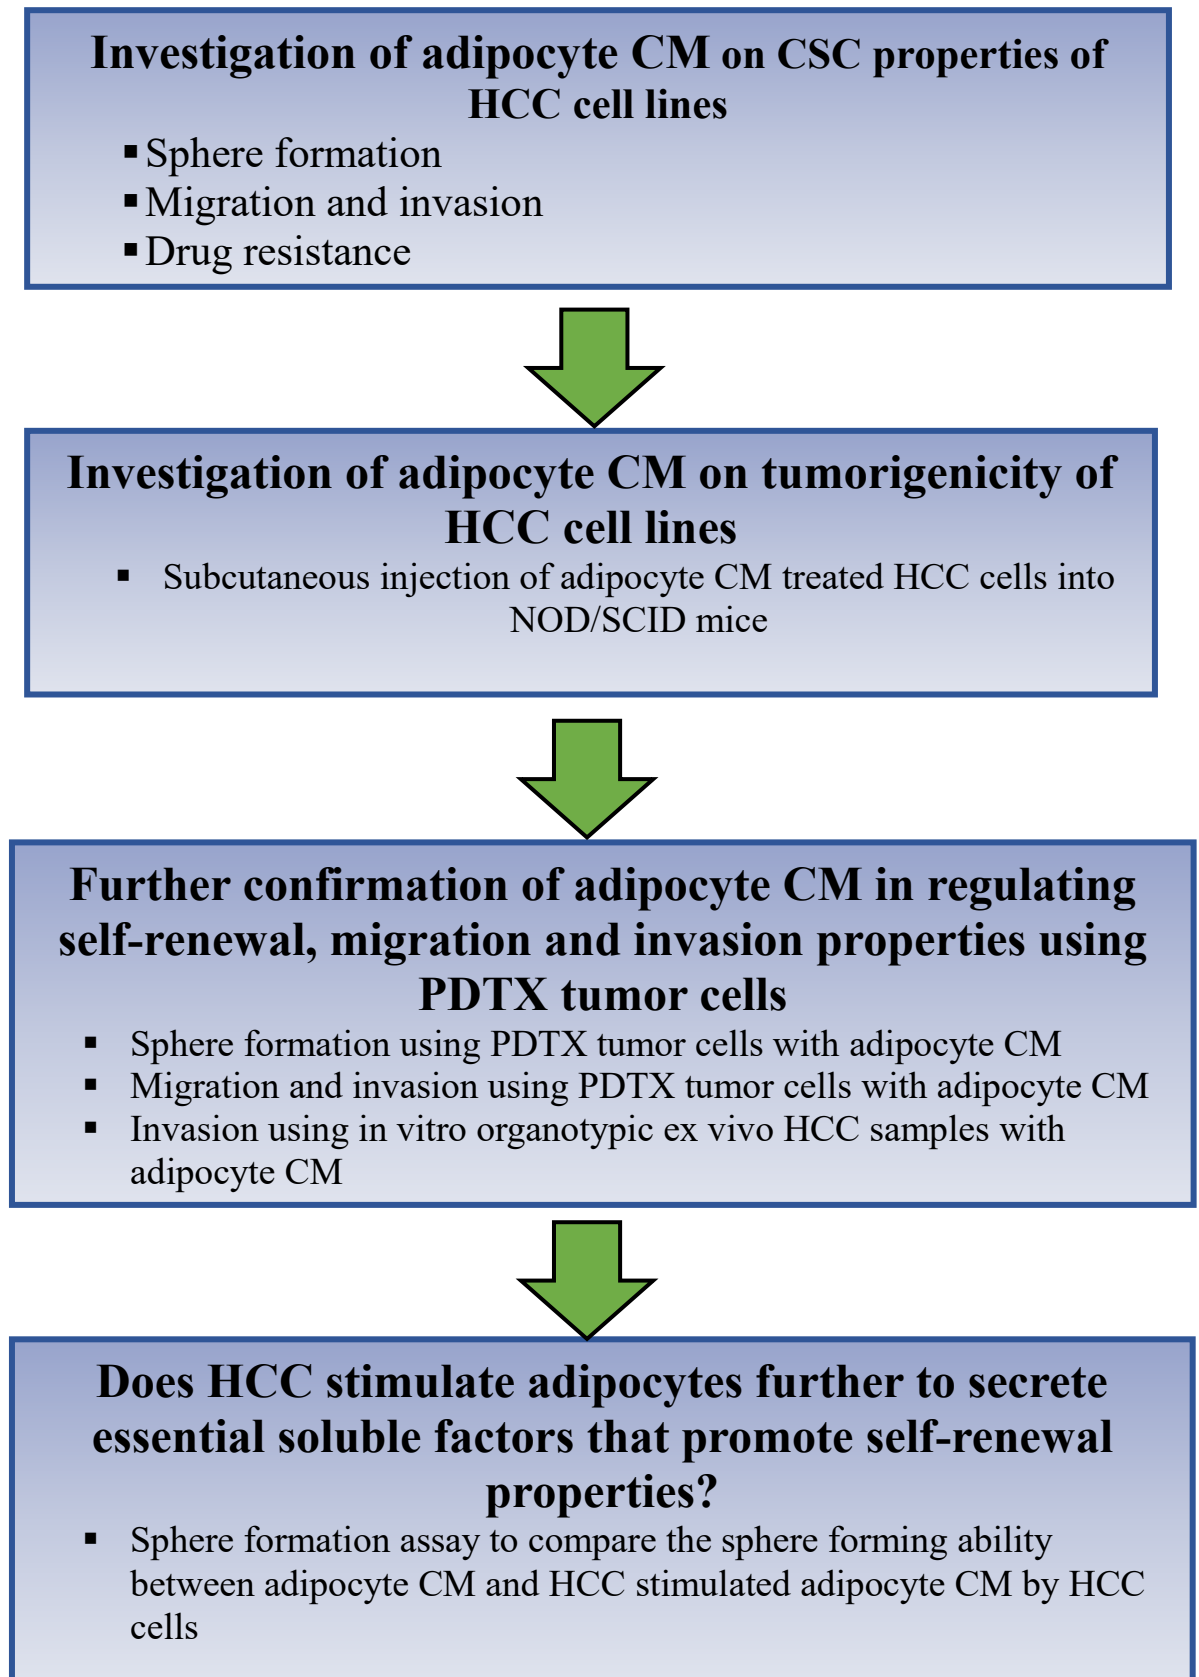 Investigation of adipocyte CM on CSC properties of
HCC cell lines
▪ Sphere formation
▪ Migration and invasion
▪ Drug resistance
Investigation of adipocyte CM on tumorigenicity of
HCC cell lines
▪ Subcutaneous injection of adipocyte CM treated HCC cells into
NOD/SCID mice
Further confirmation of adipocyte CM in regulating
self-renewal, migration and invasion properties using
PDTX tumor cells
▪ Sphere formation using PDTX tumor cells with adipocyte CM
▪ Migration and invasion using PDTX tumor cells with adipocyte CM
▪ Invasion using in vitro organotypic ex vivo HCC samples with
adipocyte CM
Does HCC stimulate adipocytes further to secrete
essential soluble factors that promote self-renewal
properties?
▪ Sphere formation assay to compare the sphere forming ability
between adipocyte CM and HCC stimulated adipocyte CM by HCC
cells